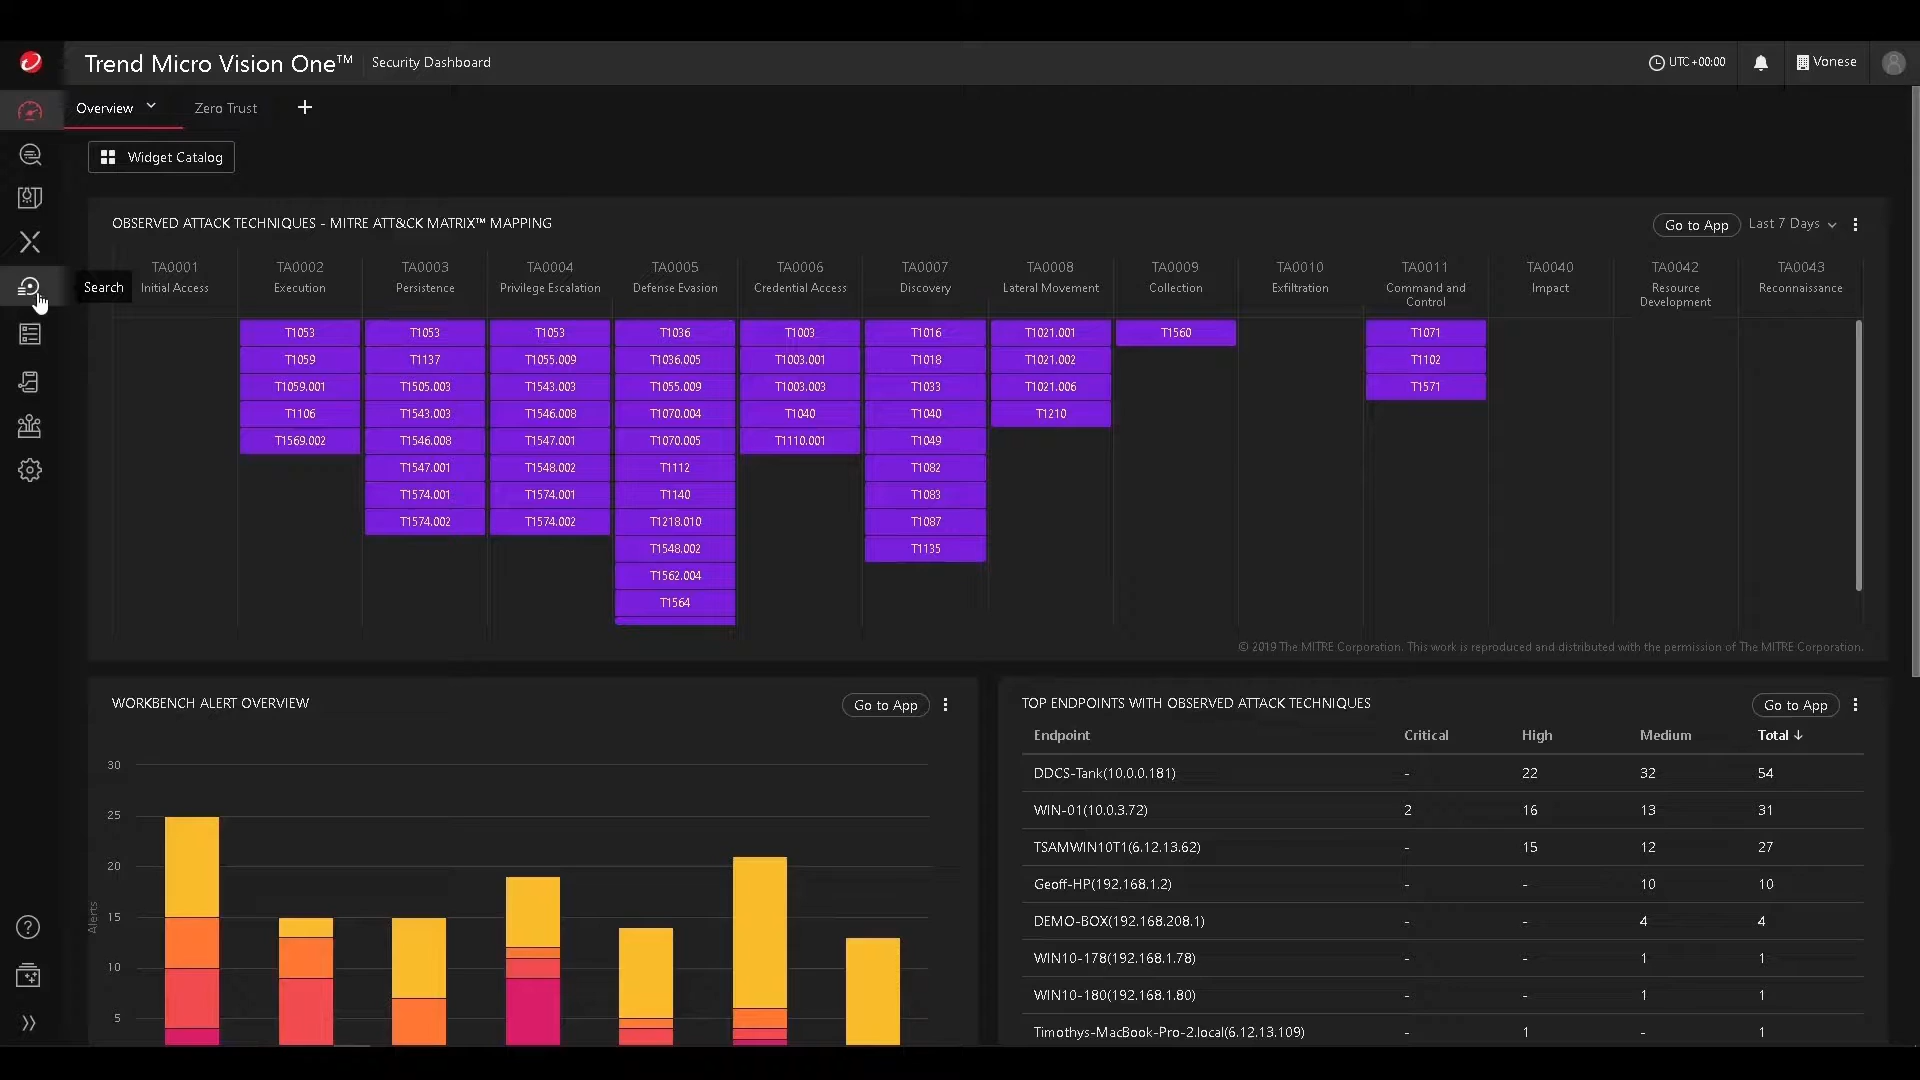 Trend Micro Vision One™ Security Dashboard
UTC+00:00
Vonese
Overview
Zero Trust
+
Widget Catalog
Search
OBSERVED ATTACK TECHNIQUES - MITRE ATT&CK MATRIX™ MAPPING
Go to App
Last 7 Days
TA0001 TA0002 TA0003 TA0004 TA0005 TA0006 TA0007 TA0008 TA0009 TA0010 TA0011 TA0040 TA0042 TA0043
Initial Access Execution Persistence Privilege Escalation Defense Evasion Credential Access Discovery Lateral Movement Collection Exfiltration Command and Impact Resource Reconnaissance
Control Development
T1053 T1053 T1053 T1036 T1003 T1016 T1021.001 T1560 T1071
T1059 T1137 T1055.009 T1036.005 T1003.001 T1018 T1021.002 T1102
T1059.001 T1505.003 T1543.003 T1055.009 T1003.003 T1033 T1021.006 T1571
T1106 T1543.003 T1546.008 T1070.004 T1040 T1040 T1210
T1569.002 T1546.008 T1547.001 T1070.005 T1110.001 T1049
T1547.001 T1548.002 T1112 T1082
T1574.001 T1574.001 T1140 T1083
T1574.002 T1574.002 T1218.010 T1087
T1548.002 T1135
T1562.004
T1564
© 2019 The MITRE Corporation. This work is reproduced and distributed with the permission of The MITRE Corporation.
WORKBENCH ALERT OVERVIEW
Go to App
30
25
20
15
10
5
Alerts
TOP ENDPOINTS WITH OBSERVED ATTACK TECHNIQUES
Go to App
Endpoint Critical High Medium Total ↓
DDCS-Tank(10.0.0.181) - 22 32 54
WIN-01(10.0.3.72) 2 16 13 31
TSAMWIN10T1(6.12.13.62) - 15 12 27
Geoff-HP(192.168.1.2) - - 10 10
DEMO-BOX(192.168.208.1) - - 4 4
WIN10-178(192.168.1.78) - - 1 1
WIN10-180(192.168.1.80) - - 1 1
Timothys-MacBook-Pro-2.local(6.12.13.109) - 1 - 1